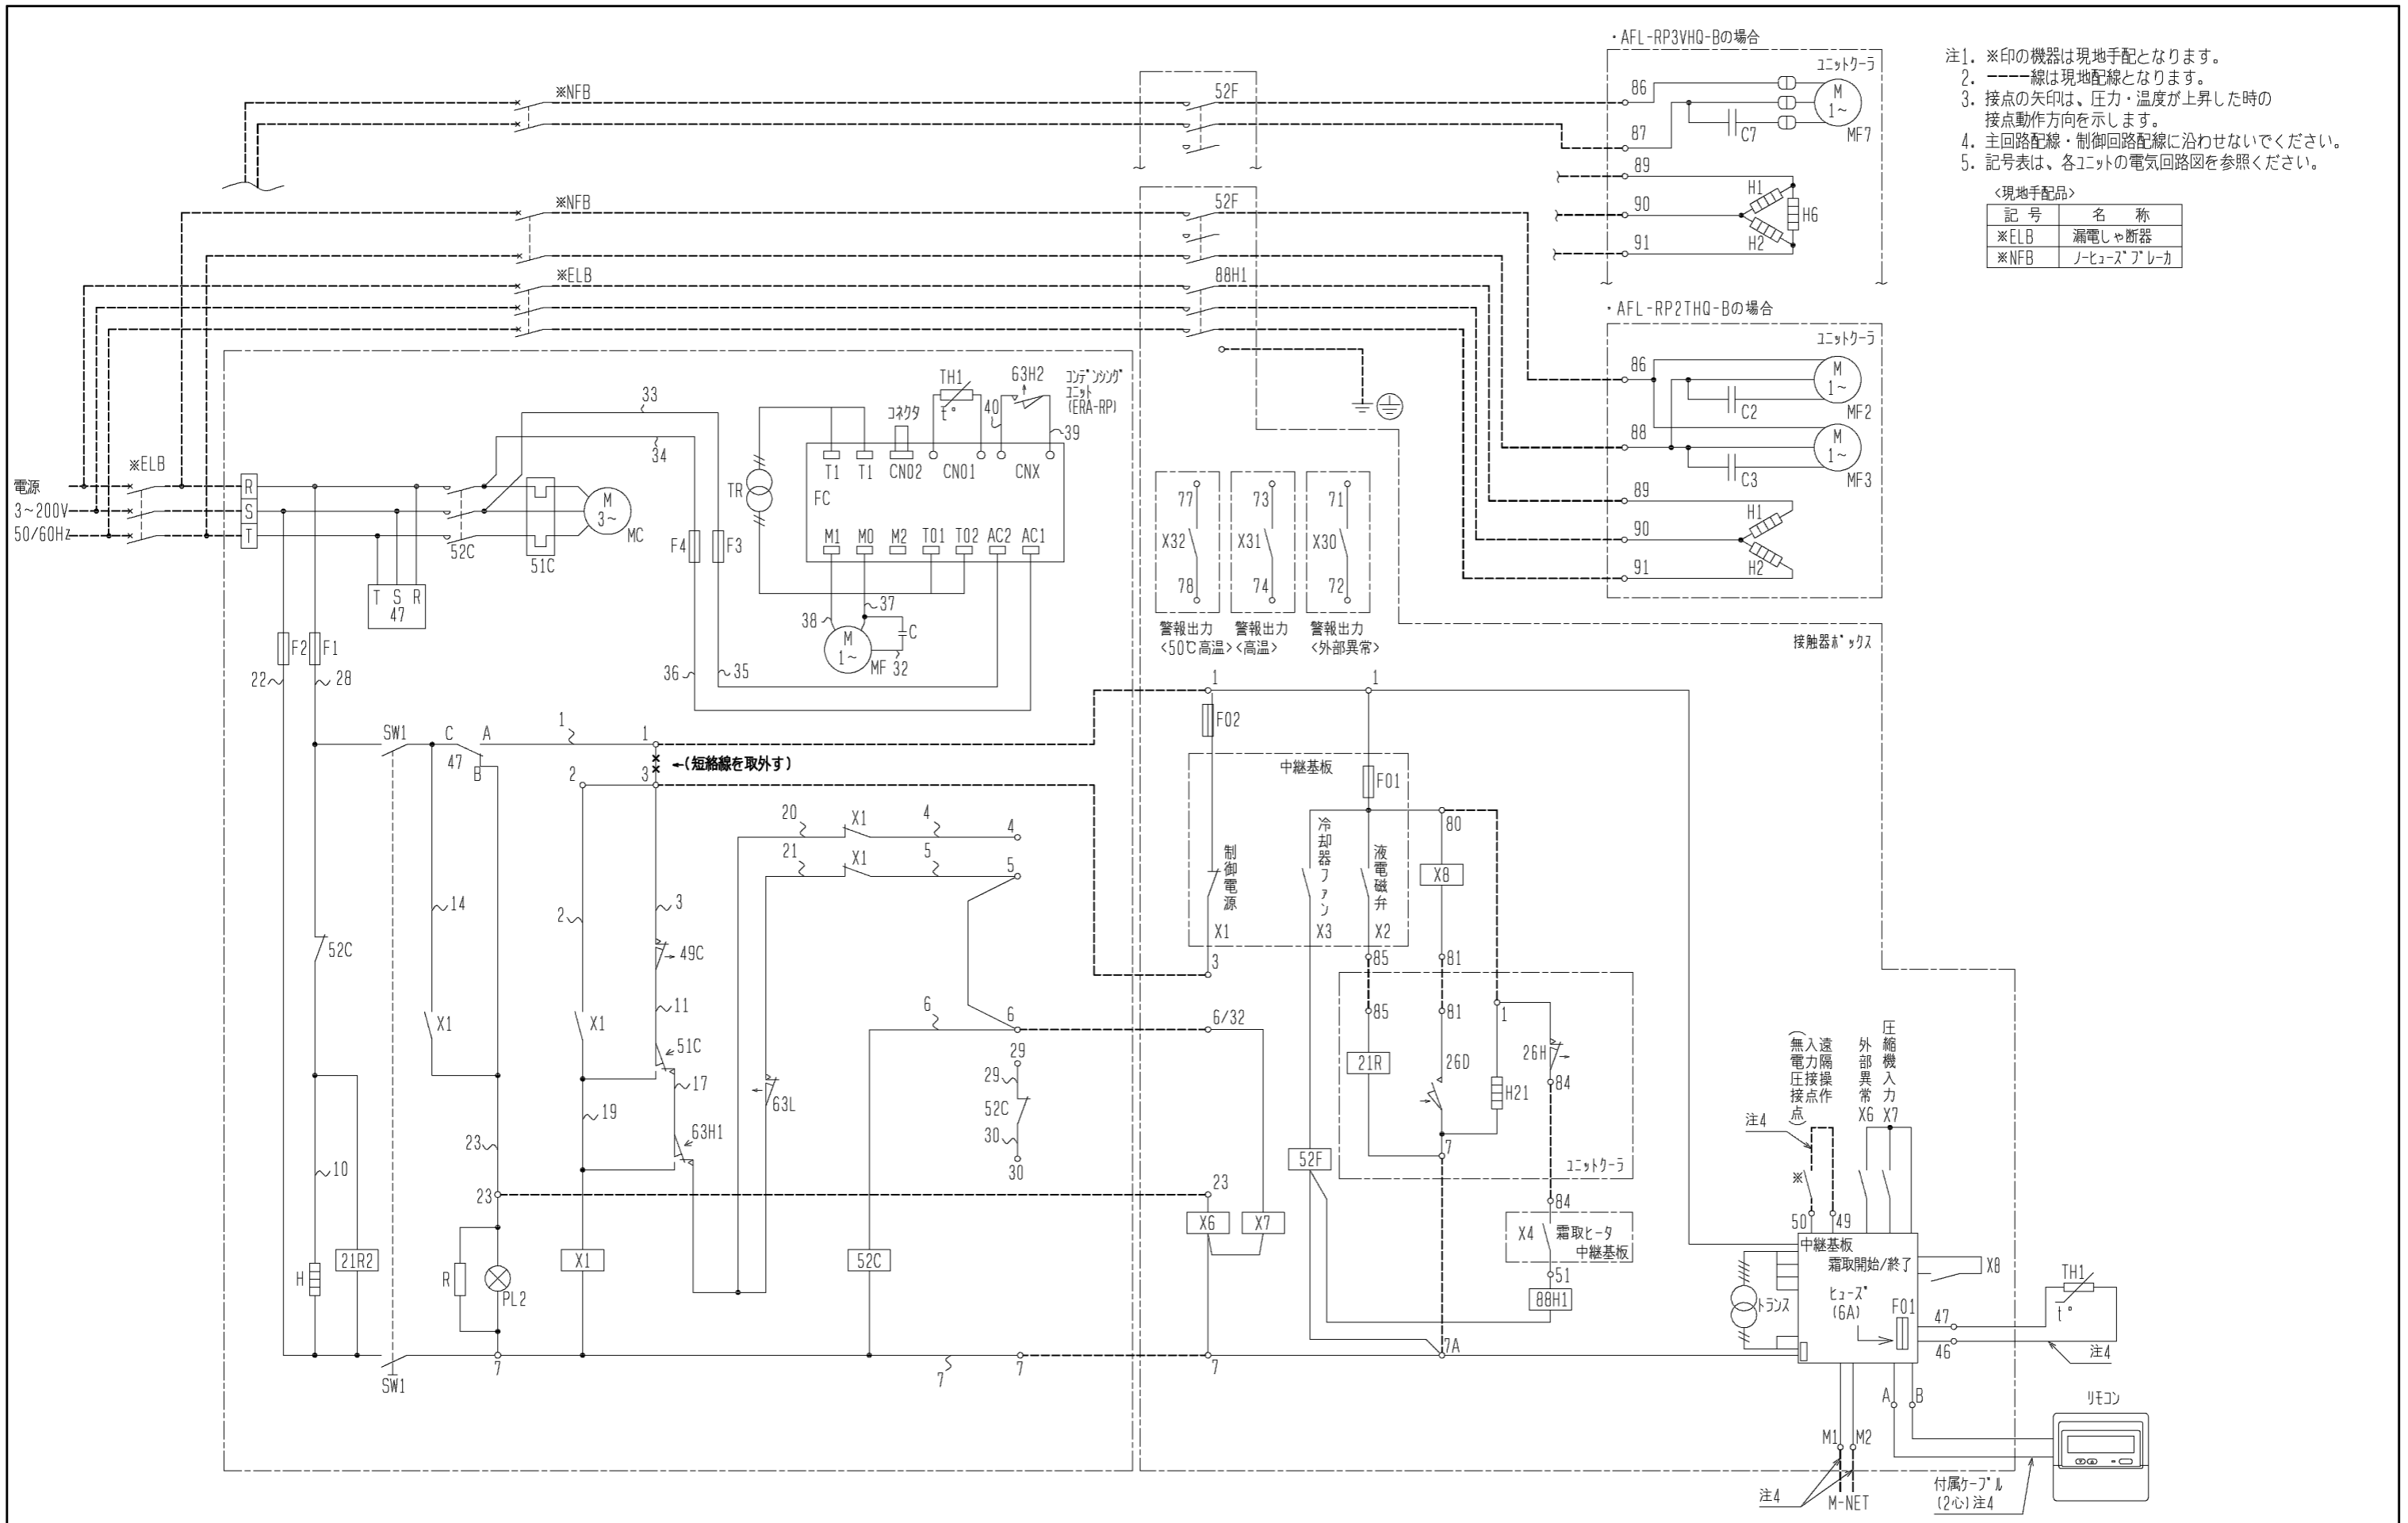 ・AFL-RP3VHQ-Bの場合
ユニットクーラ
86
87
89
90
91
M
1~
MF7
C7
H1
H2
H6
注1. ※印の機器は現地手配となります。
2. ----線は現地配線となります。
3. 接点の矢印は、圧力・温度が上昇した時の
接点動作方向を示します。
4. 主回路配線・制御回路配線に沿わせないでください。
5. 記号表は、各ユニットの電気回路図を参照ください。
<現地手配品>
記 号 名 称
※ELB 漏電しゃ断器
※NFB ノーヒューズブレーカ
※NFB
52F
※NFB
52F
※ELB
88H1
・AFL-RP2THQ-Bの場合
ユニットクーラ
86
88
89
90
91
M
1~
MF2
C2
M
1~
MF3
C3
H1
H2
接触器ボックス
電源
3~200V
50/60Hz
※ELB
R
S
T
52C
51C
M
3~
MC
T S R
47
33
34
F4
F3
36
35
TR
コネクタ
TH1
t°
63H2
40
39
コンデンシング
ユニット
(ERA-RP)
T1 T1 CN02 CN01 CNX
FC
M1 M0 M2 T01 T02 AC2 AC1
38
37
C
M
1~
MF 32
F2
F1
22
28
77
X32
78
警報出力
<50℃高温>
73
X31
74
警報出力
<高温>
71
X30
72
警報出力
<外部異常>
SW1
C
A
47
B
1
1
←(短絡線を取外す)
2
3
20
X1
4
4
21
X1
5
5
14
2
3
49C
11
51C
17
63H1
63L
52C
X1
X1
19
10
23
23
6
6
29
29
52C
30
30
H
21R2
R
PL2
X1
52C
SW1
7
7
7
1
1
F02
中継基板
F01
制御電源
X1
冷却器ファン
X3
液電磁弁
X2
80
X8
3
85
81
6/32
85
81
1
21R
26D
26H
H21
84
7
ユニットクーラ
52F
23
X6
X7
84
X4
霜取ヒータ
中継基板
51
88H1
7
7A
遠隔操作
入力接点
(無電圧接点)
外部異常
X6
圧縮機入力
X7
注4
※
50
49
中継基板
霜取開始/終了
ヒューズ
(6A)
F01
トランス
X8
TH1
t°
47
46
注4
A
B
リモコン
M1
M2
注4
M-NET
付属ケーブル
(2心)注4